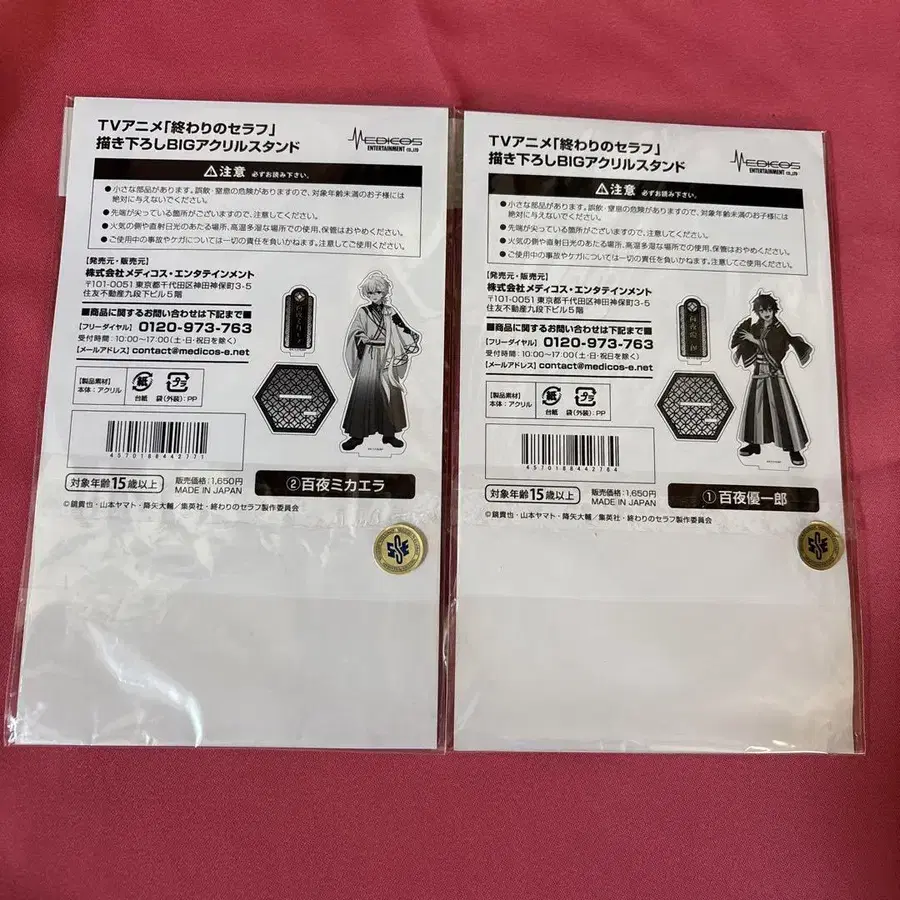 TVアニメ「終わりのセラフ」
描き下ろしBIGアクリルスタンド
MEDICOS
ENTERTAINMENT CO.,LTD
⚠注意 必ずお読み下さい。
●小さな部品があります。誤飲・窒息の危険がありますので、対象年齢未満のお子様には
絶対に与えないでください。
●先端が尖っている箇所がございますので、注意してください。
●火気の側や直射日光のあたる場所、高温多湿な場所での使用、保管はおやめください。
●ご使用中の事故やケガについては一切の責任を負いかねます。注意してご使用ください。
【発売元・販売元】
株式会社メディコス・エンタテインメント
〒101-0051 東京都千代田区神田神保町3-5
住友不動産九段下ビル5階
■商品に関するお問い合わせは下記まで■
【フリーダイヤル】 0120-973-763
受付時間:10:00〜17:00(土・日・祝日を除く)
【メールアドレス】 contact@medicos-e.net
【製品素材】
本体:アクリル
紙
台紙
プラ
袋(外装):PP
4570188442771
対象年齢15歳以上
販売価格:1,650円
MADE IN JAPAN
②百夜ミカエラ
©鏡貴也・山本ヤマト・降矢大輔/集英社・終わりのセラフ製作委員会
TVアニメ「終わりのセラフ」
描き下ろしBIGアクリルスタンド
MEDICOS
ENTERTAINMENT CO.,LTD
⚠注意 必ずお読み下さい。
●小さな部品があります。誤飲・窒息の危険がありますので、対象年齢未満のお子様には
絶対に与えないでください。
●先端が尖っている箇所がございますので、注意してください。
●火気の側や直射日光のあたる場所、高温多湿な場所での使用、保管はおやめください。
●ご使用中の事故やケガについては一切の責任を負いかねます。注意してご使用ください。
【発売元・販売元】
株式会社メディコス・エンタテインメント
〒101-0051 東京都千代田区神田神保町3-5
住友不動産九段下ビル5階
■商品に関するお問い合わせは下記まで■
【フリーダイヤル】 0120-973-763
受付時間:10:00〜17:00(土・日・祝日を除く)
【メールアドレス】 contact@medicos-e.net
【製品素材】
本体:アクリル
紙
台紙
プラ
袋(外装):PP
4570188442764
対象年齢15歳以上
販売価格:1,650円
MADE IN JAPAN
①百夜優一郎
©鏡貴也・山本ヤマト・降矢大輔/集英社・終わりのセラフ製作委員会